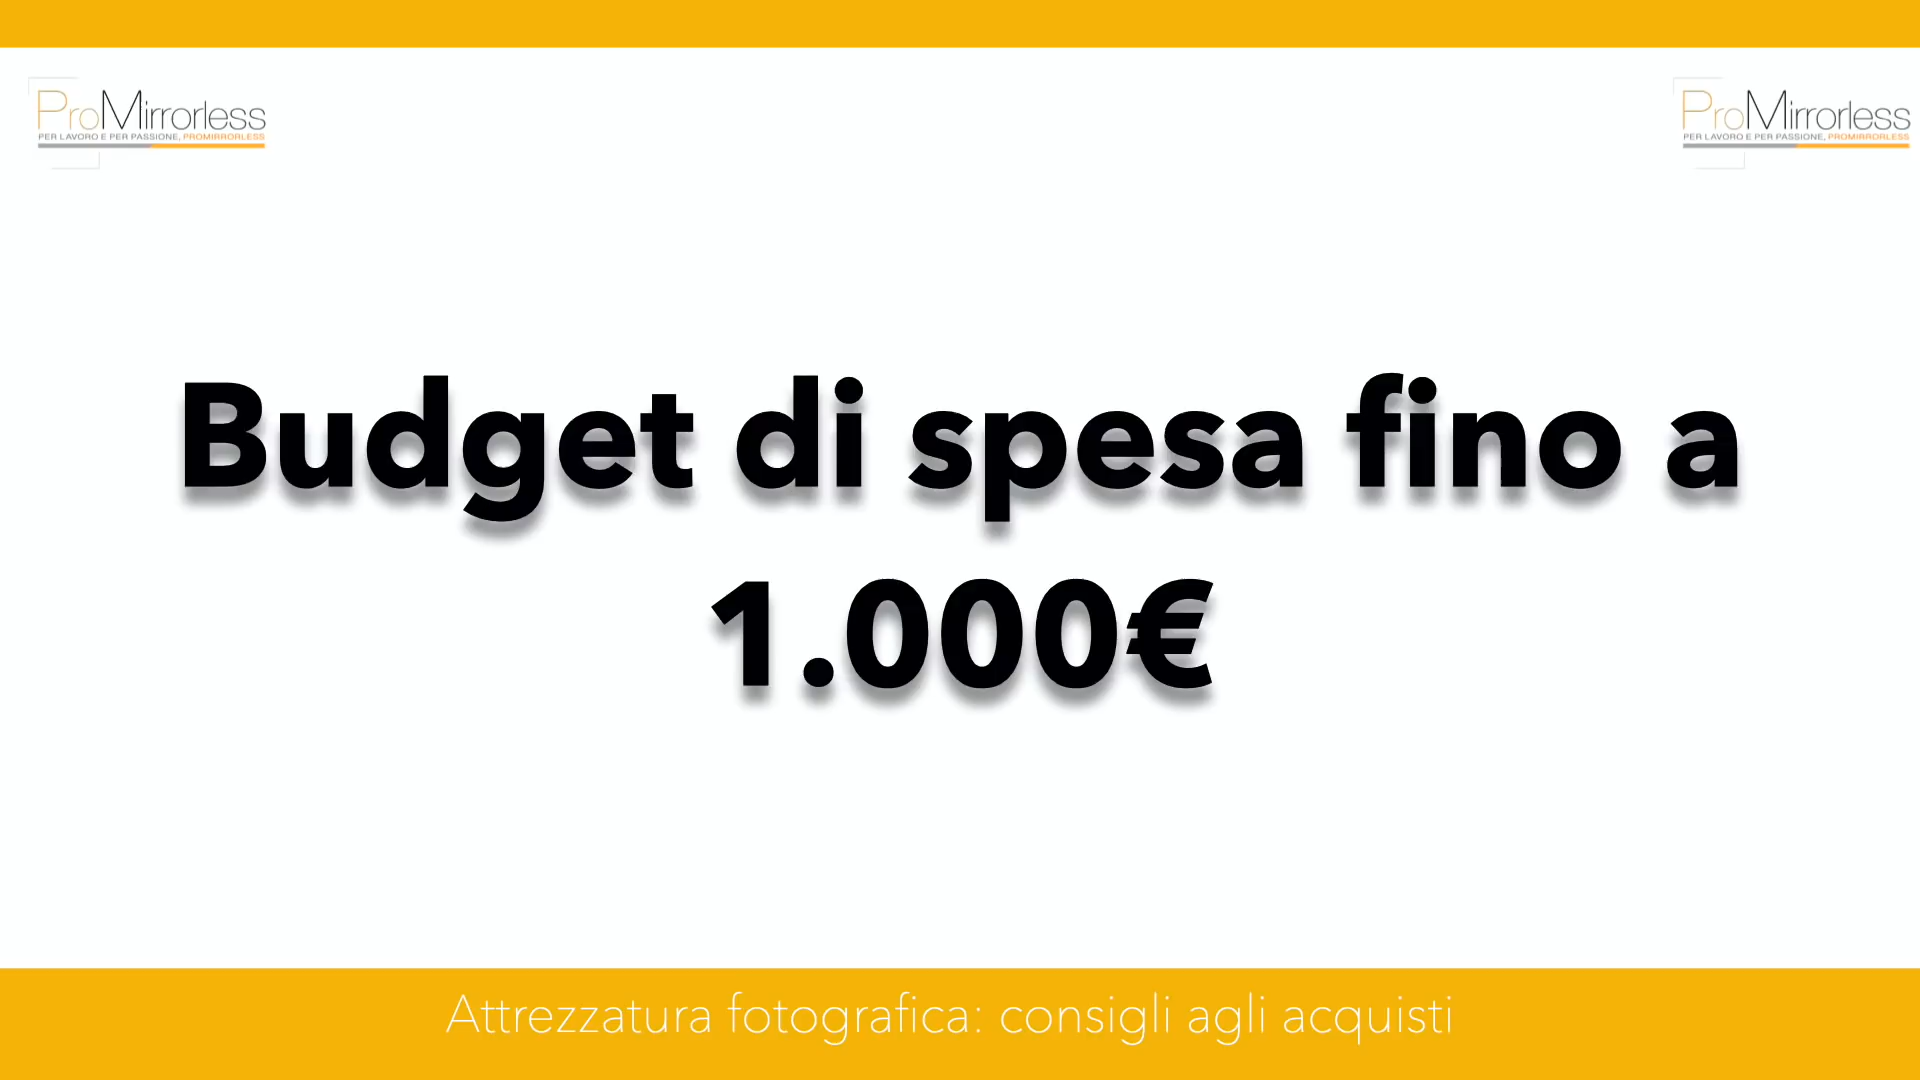 ProMirrorless
PER LAVORO E PER PASSIONE, PROMIRRORLESS
ProMirrorless
PER LAVORO E PER PASSIONE, PROMIRRORLESS
Budget di spesa fino a
1.000€
Attrezzatura fotografica: consigli agli acquisti